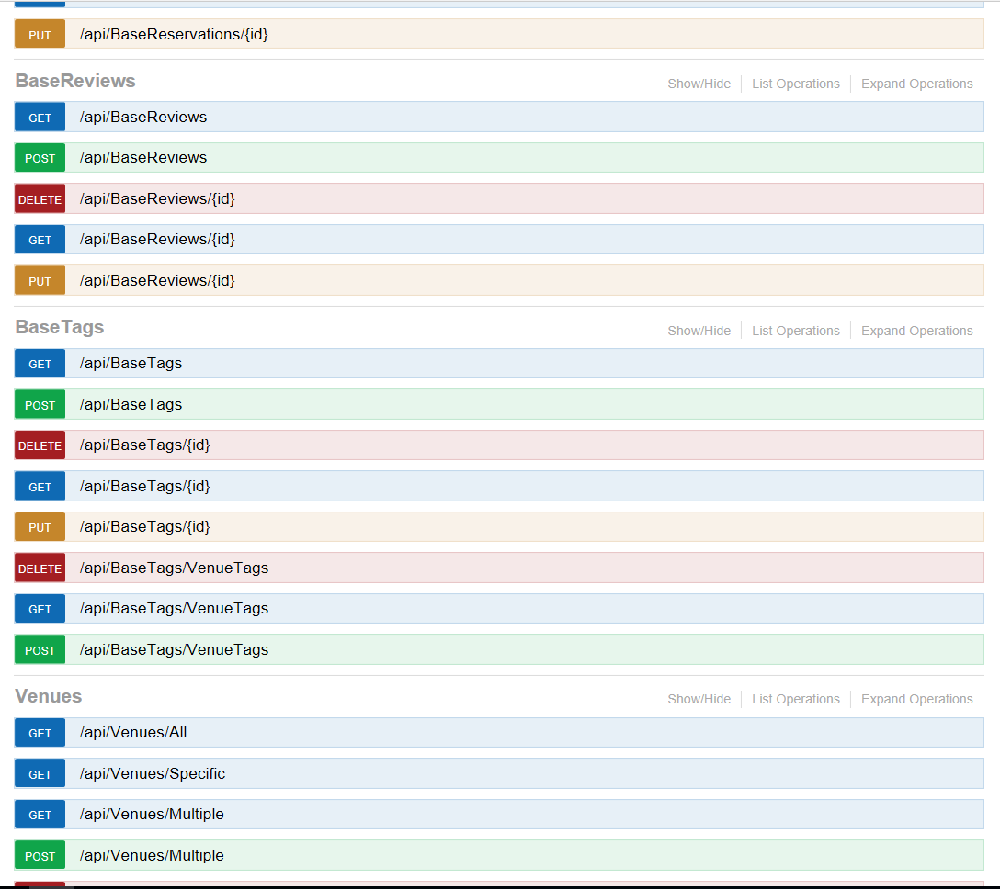 PUT /api/BaseReservations/{id}
BaseReviews Show/Hide List Operations Expand Operations
GET /api/BaseReviews
POST /api/BaseReviews
DELETE /api/BaseReviews/{id}
GET /api/BaseReviews/{id}
PUT /api/BaseReviews/{id}
BaseTags Show/Hide List Operations Expand Operations
GET /api/BaseTags
POST /api/BaseTags
DELETE /api/BaseTags/{id}
GET /api/BaseTags/{id}
PUT /api/BaseTags/{id}
DELETE /api/BaseTags/VenueTags
GET /api/BaseTags/VenueTags
POST /api/BaseTags/VenueTags
Venues Show/Hide List Operations Expand Operations
GET /api/Venues/All
GET /api/Venues/Specific
GET /api/Venues/Multiple
POST /api/Venues/Multiple